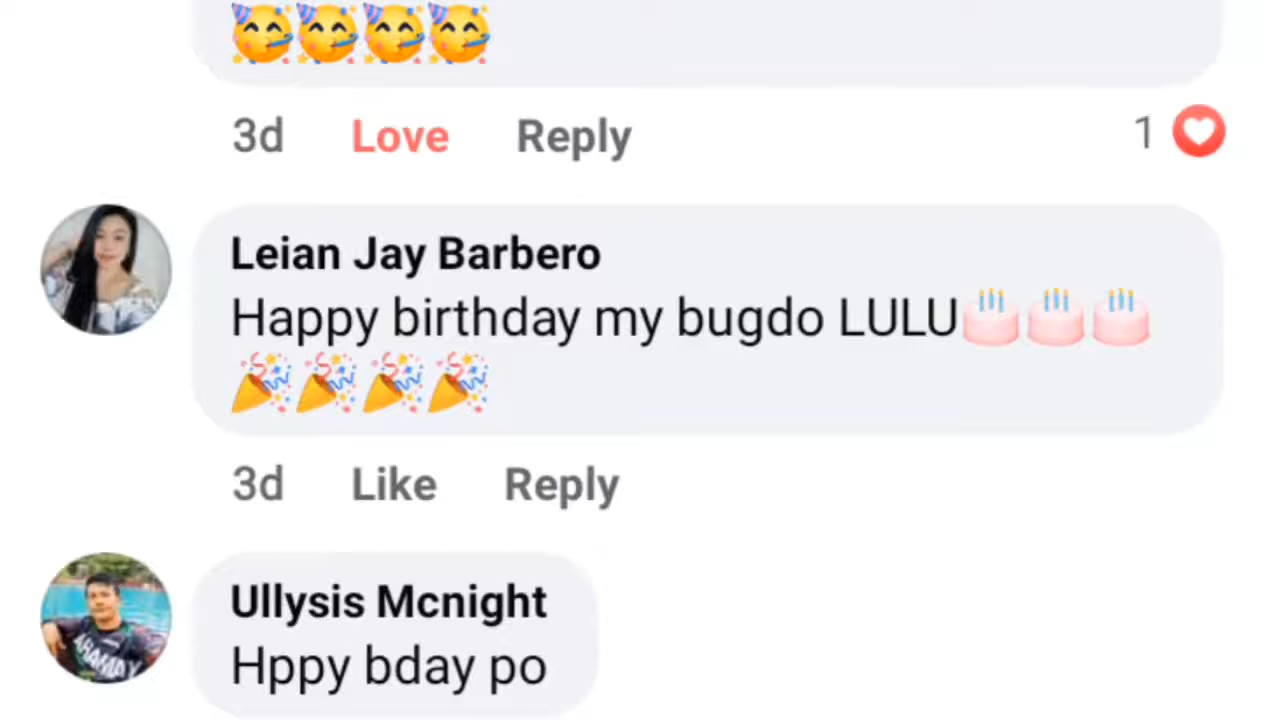 🥳🥳🥳🥳
3d Love Reply 1
Leian Jay Barbero
Happy birthday my bugdo LULU🎂🎂🎂
🎉🎉🎉🎉
3d Like Reply
Ullysis Mcnight
Hppy bday po